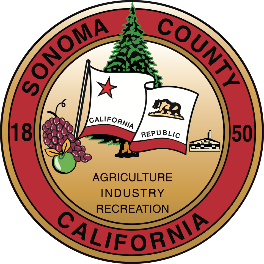 SONOMA COUNTY
18 50
CALIFORNIA REPUBLIC
AGRICULTURE
INDUSTRY
RECREATION
CALIFORNIA